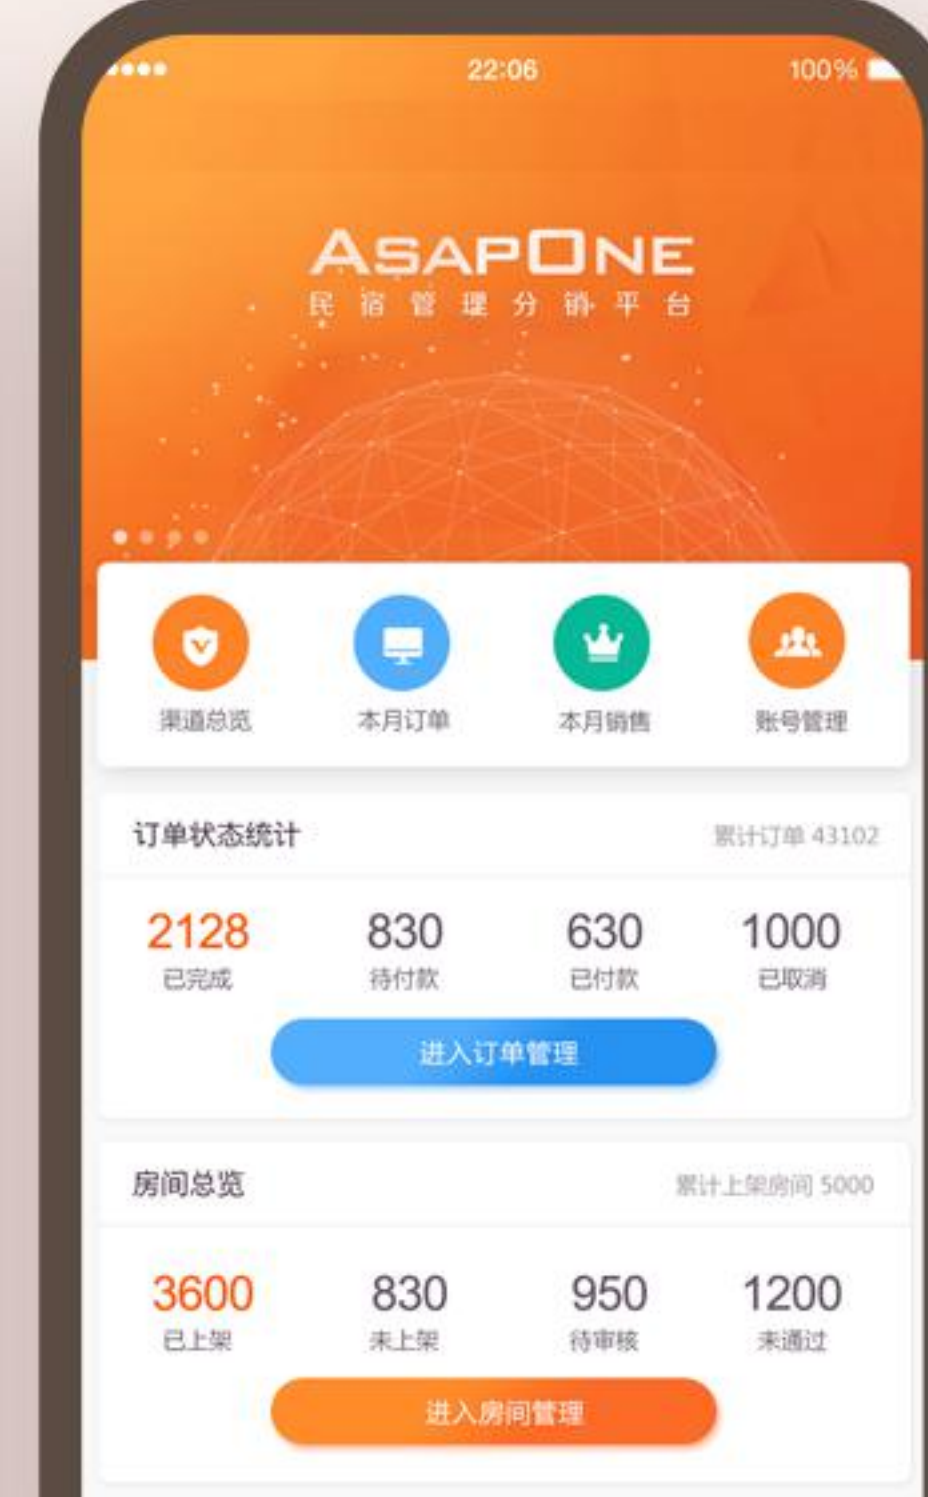 22:06 100%
ASAPONE
民宿管理分销平台
渠道总览 本月订单 本月销售 账号管理
订单状态统计 累计订单 43102
2128 830 630 1000
已完成 待付款 已付款 已取消
进入订单管理
房间总览 累计上架房间 5000
3600 830 950 1200
已上架 未上架 待审核 未通过
进入房间管理